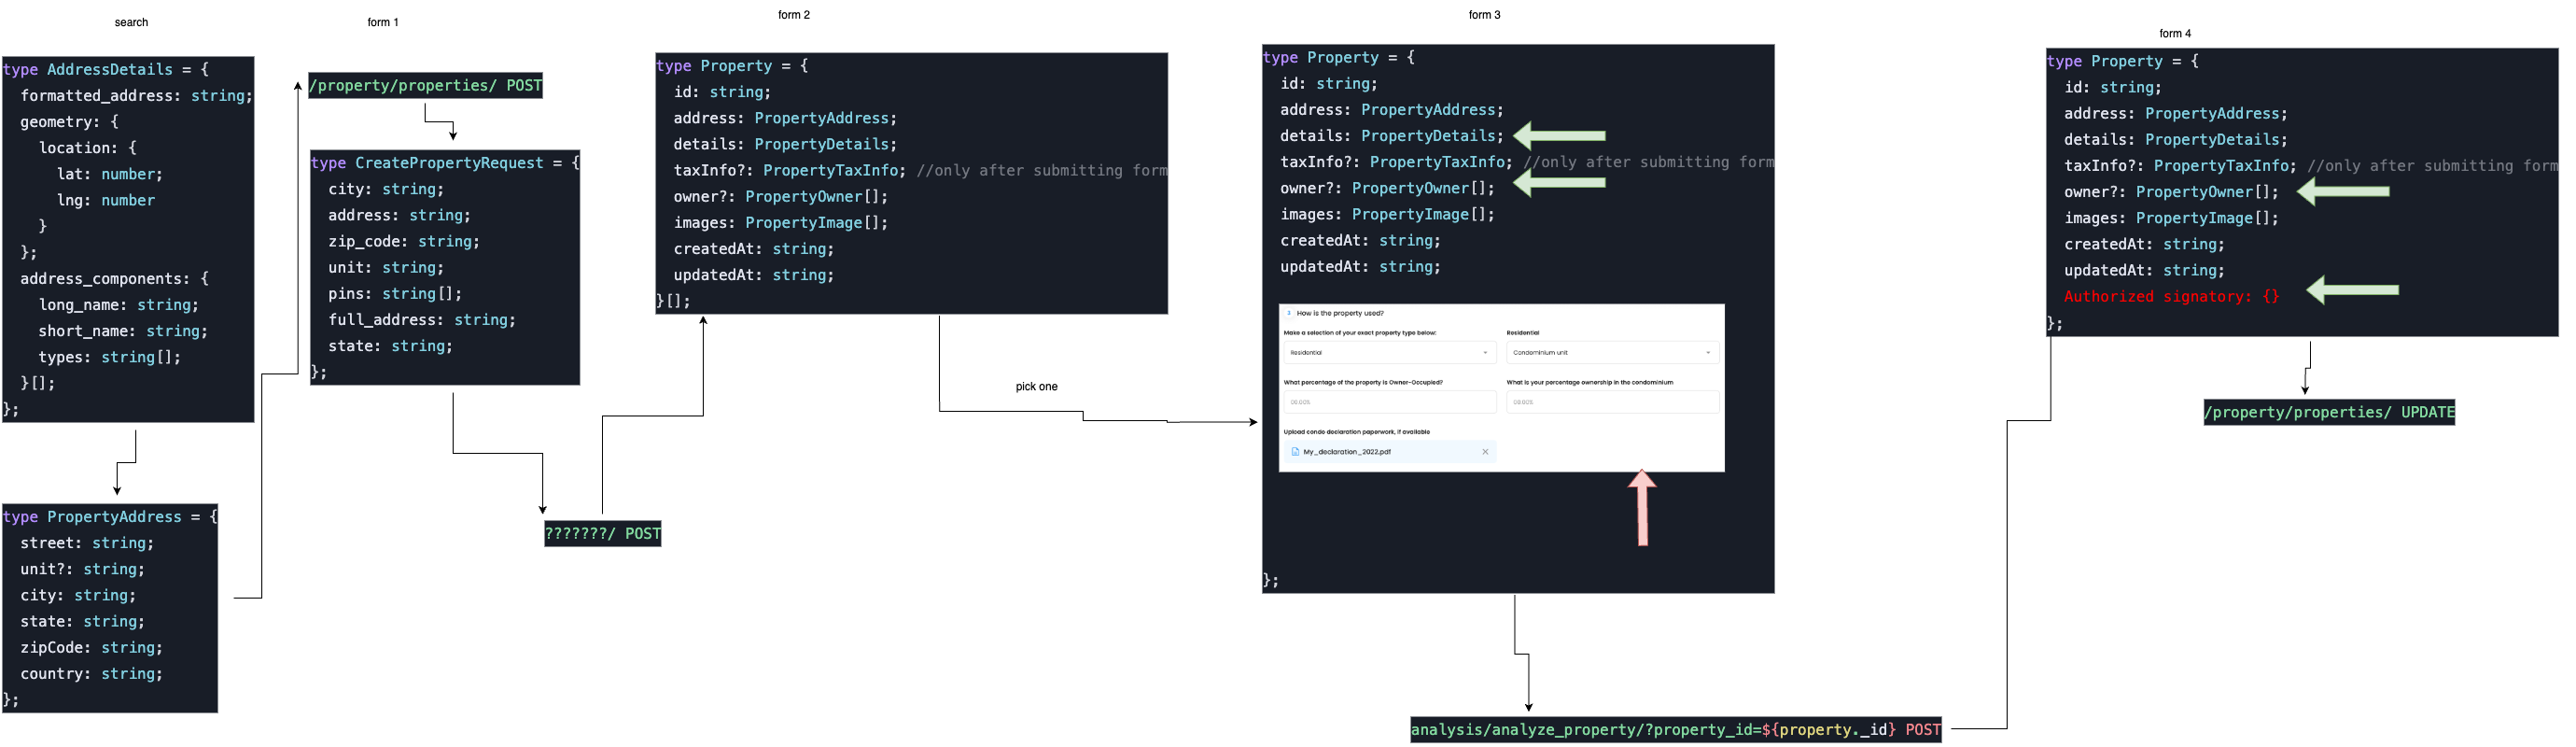 search
type AddressDetails = {
formatted_address: string;
geometry: {
location: {
lat: number;
lng: number
}
};
address_components: {
long_name: string;
short_name: string;
types: string[];
}[];
};
type PropertyAddress = {
street: string;
unit?: string;
city: string;
state: string;
zipCode: string;
country: string;
};
form 1
/property/properties/ POST
type CreatePropertyRequest = {
city: string;
address: string;
zip_code: string;
unit: string;
pins: string[];
full_address: string;
state: string;
};
???????/ POST
form 2
type Property = {
id: string;
address: PropertyAddress;
details: PropertyDetails;
taxInfo?: PropertyTaxInfo; //only after submitting form
owner?: PropertyOwner[];
images: PropertyImage[];
createdAt: string;
updatedAt: string;
}[];
pick one
form 3
type Property = {
id: string;
address: PropertyAddress;
details: PropertyDetails;
taxInfo?: PropertyTaxInfo; //only after submitting form
owner?: PropertyOwner[];
images: PropertyImage[];
createdAt: string;
updatedAt: string;
3 How is the property used?
Make a selection of your exact property type below:
Residential
Residential
Condominium unit
What percentage of the property is Owner-Occupied?
What is your percentage ownership in the condominium
00.00%
00.00%
Upload condo declaration paperwork, if available
My_declaration_2022.pdf
};
analysis/analyze_property/?property_id=${property._id} POST
form 4
type Property = {
id: string;
address: PropertyAddress;
details: PropertyDetails;
taxInfo?: PropertyTaxInfo; //only after submitting form
owner?: PropertyOwner[];
images: PropertyImage[];
createdAt: string;
updatedAt: string;
Authorized signatory: {}
};
/property/properties/ UPDATE